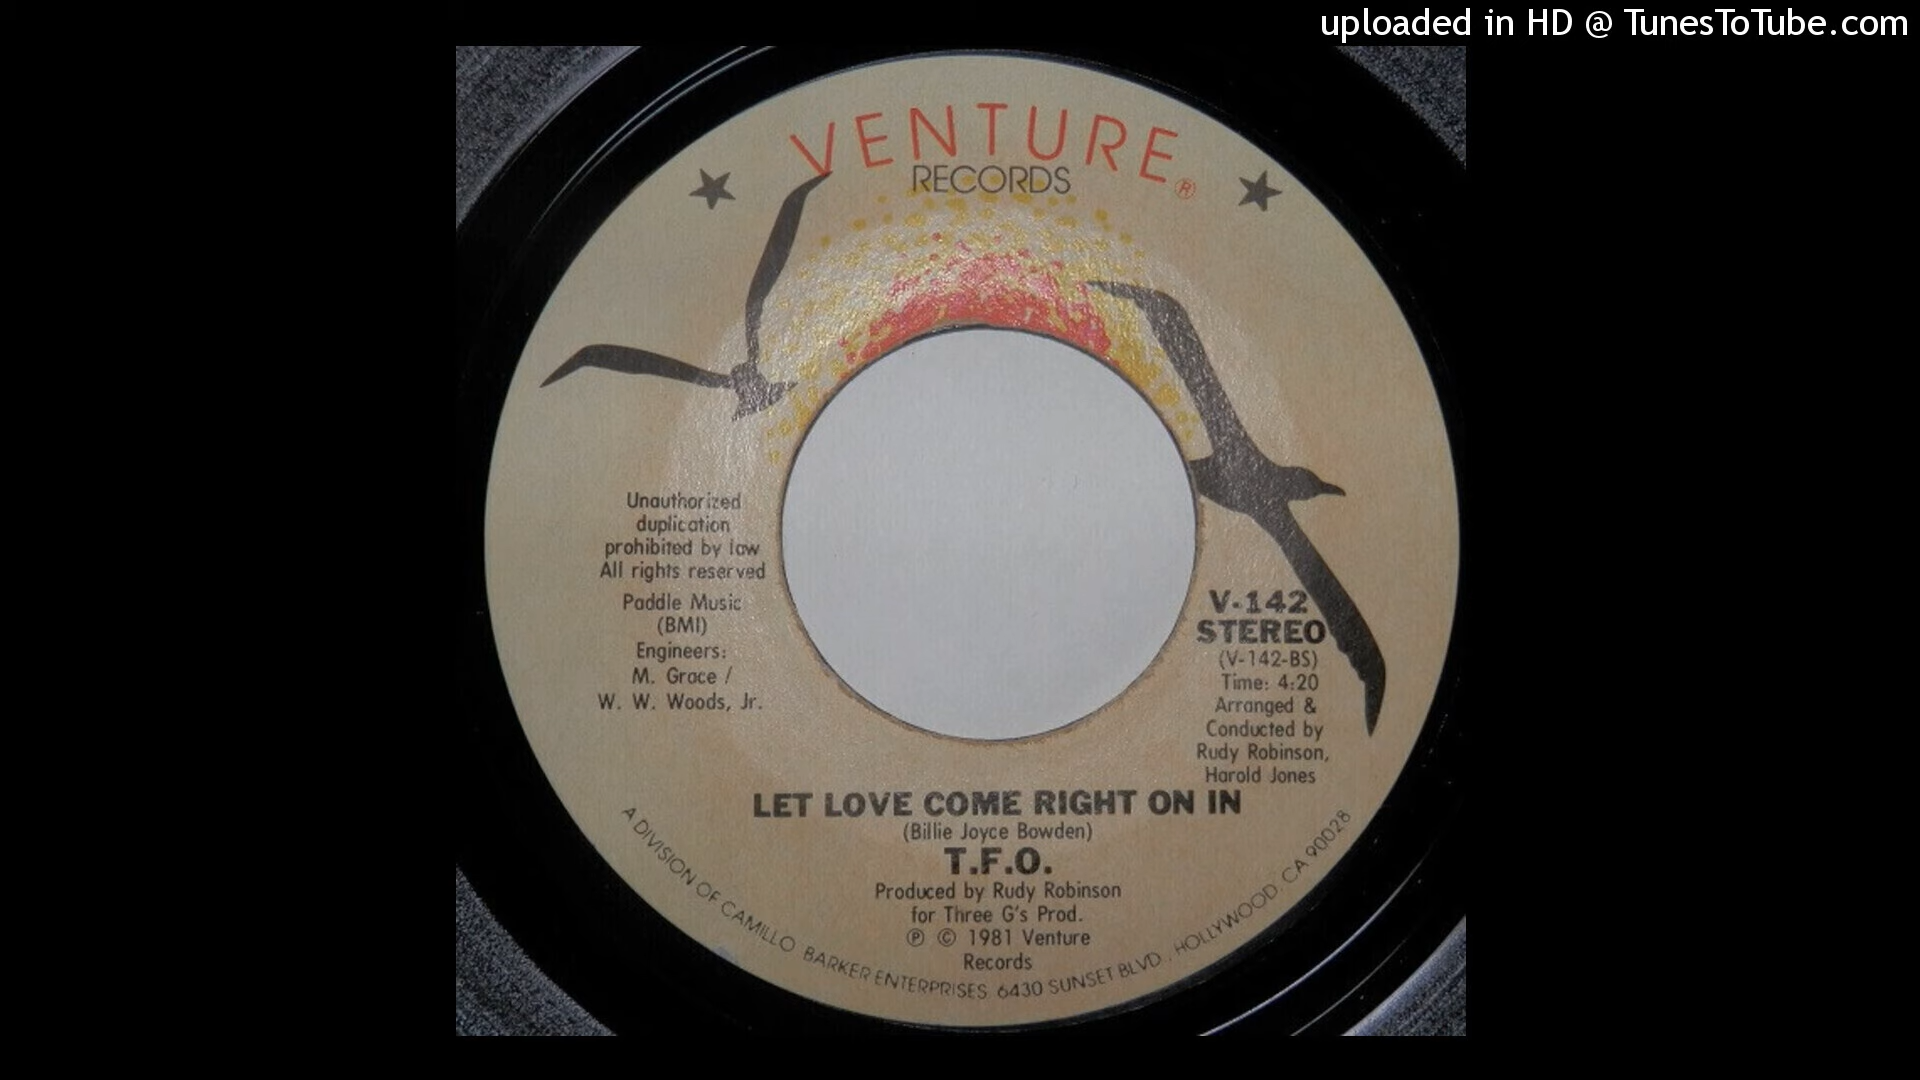 uploaded in HD @ TunesToTube.com
VENTURE®
RECORDS
Unauthorized
duplication
prohibited by law
All rights reserved
Paddle Music
(BMI)
Engineers:
M. Grace /
W. W. Woods, Jr.
V-142
STEREO
(V-142-BS)
Time: 4:20
Arranged &
Conducted by
Rudy Robinson,
Harold Jones
LET LOVE COME RIGHT ON IN
(Billie Joyce Bowden)
T.F.O.
Produced by Rudy Robinson
for Three G's Prod.
℗ © 1981 Venture
Records
A DIVISION OF CAMILLO BARKER ENTERPRISES, 6430 SUNSET BLVD., HOLLYWOOD, CA 90028